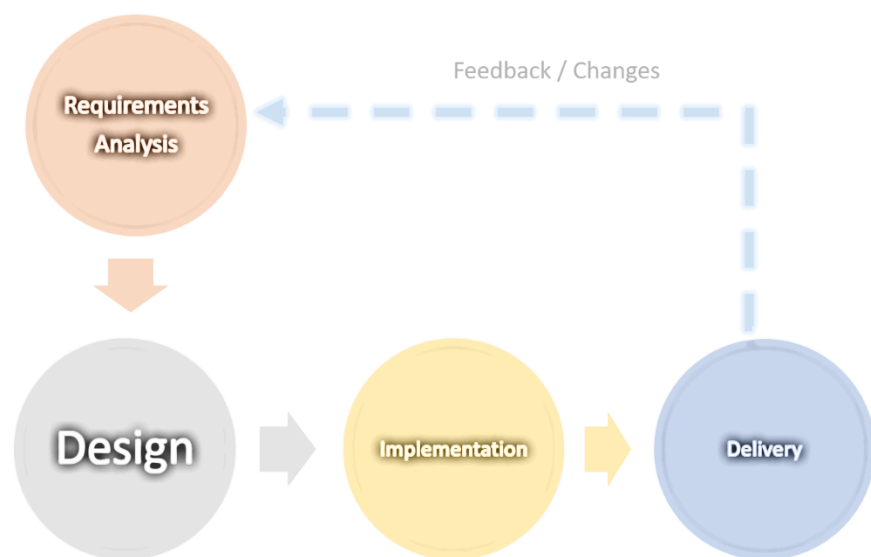 Feedback / Changes
Requirements
Analysis
Design
Implementation
Delivery